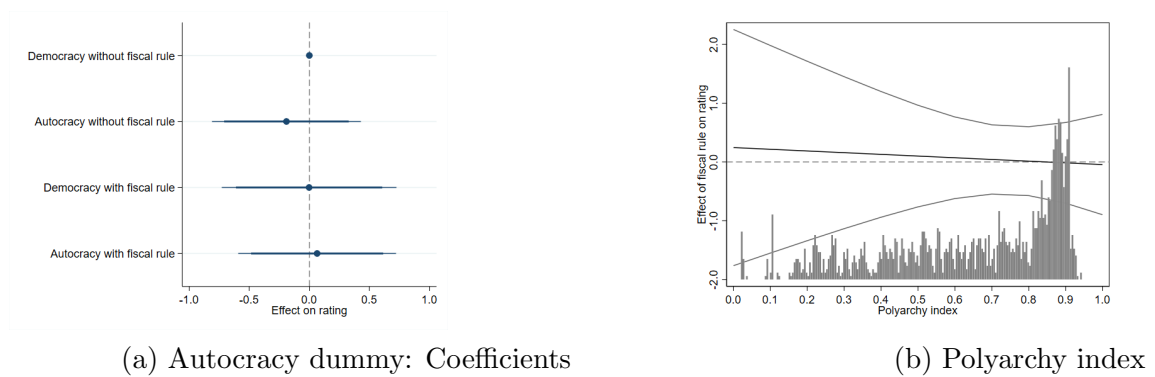 Democracy without fiscal rule
Autocracy without fiscal rule
Democracy with fiscal rule
Autocracy with fiscal rule
-1.0 -0.5 0.0 0.5 1.0
Effect on rating
(a) Autocracy dummy: Coefficients
Effect of fiscal rule on rating
2.0
1.0
0.0
-1.0
-2.0
0.0 0.1 0.2 0.3 0.4 0.5 0.6 0.7 0.8 0.9 1.0
Polyarchy index
(b) Polyarchy index